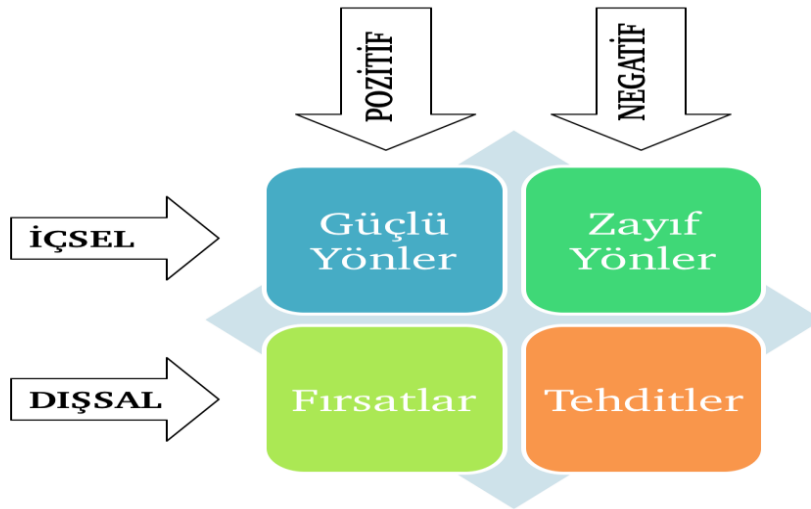 POZİTİF
NEGATİF
İÇSEL
Güçlü
Yönler
Zayıf
Yönler
DIŞSAL
Fırsatlar
Tehditler